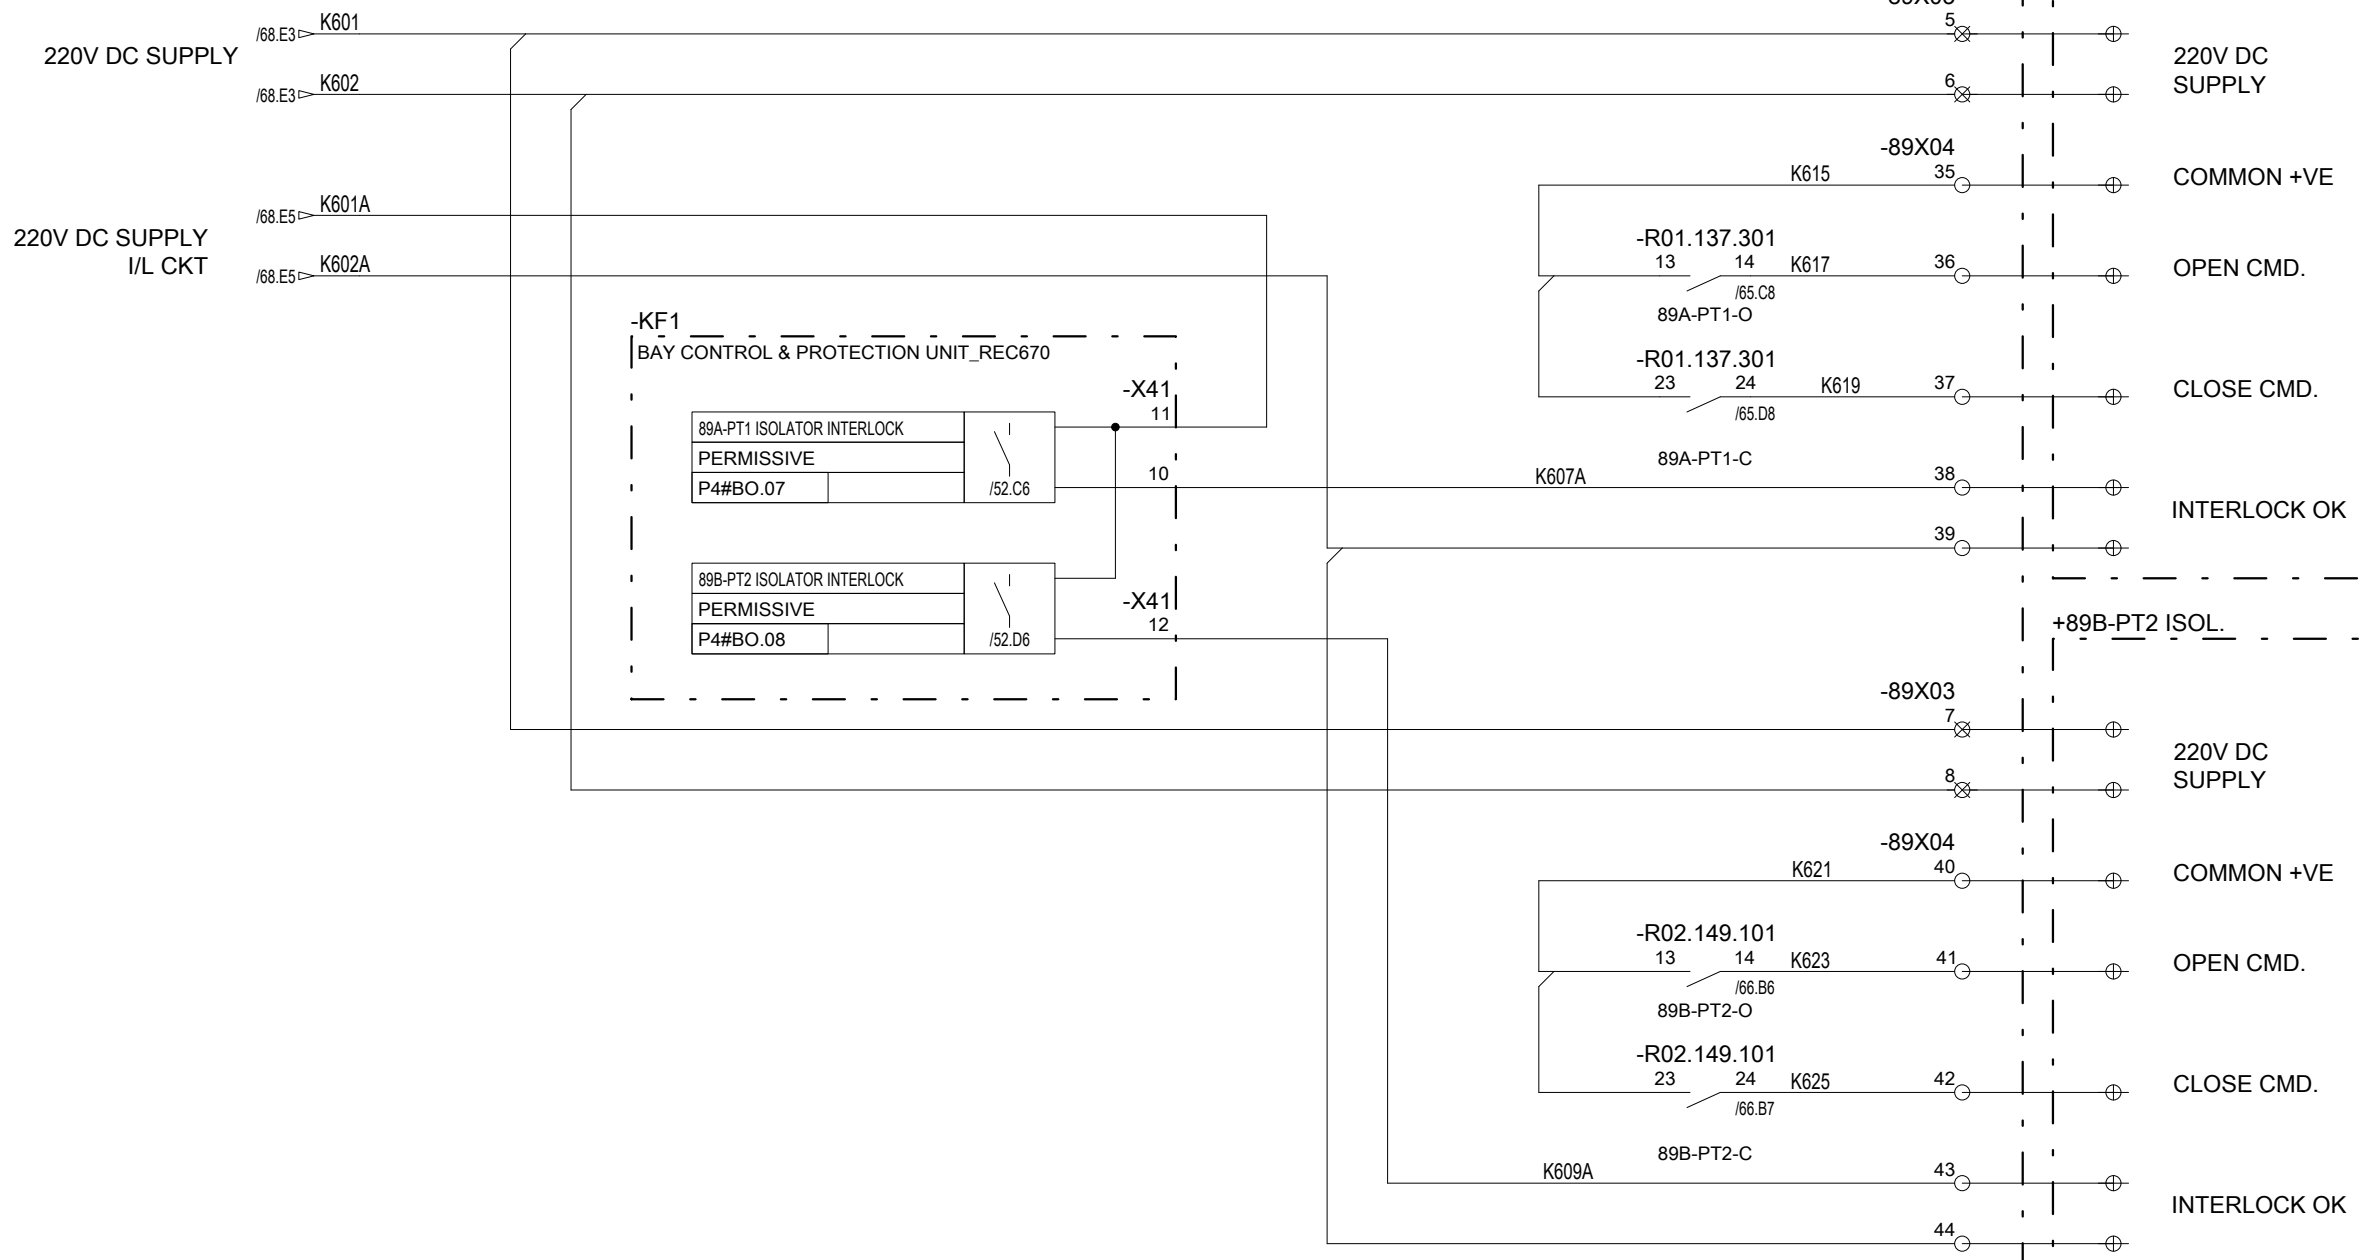 /68.E3 K601
220V DC SUPPLY
/68.E3 K602
/68.E5 K601A
220V DC SUPPLY
I/L CKT
/68.E5 K602A
-KF1
BAY CONTROL & PROTECTION UNIT_REC670
-X41
11
89A-PT1 ISOLATOR INTERLOCK
PERMISSIVE
P4#BO.07
/52.C6
10
K607A
89B-PT2 ISOLATOR INTERLOCK
PERMISSIVE
P4#BO.08
/52.D6
-X41
12
5
6
220V DC
SUPPLY
-89X04
K615 35
COMMON +VE
-R01.137.301
13 14 K617 36
/65.C8
89A-PT1-O
OPEN CMD.
-R01.137.301
23 24 K619 37
/65.D8
89A-PT1-C
CLOSE CMD.
38
39
INTERLOCK OK
+89B-PT2 ISOL.
-89X03
7
8
220V DC
SUPPLY
-89X04
K621 40
COMMON +VE
-R02.149.101
13 14 K623 41
/66.B6
89B-PT2-O
OPEN CMD.
-R02.149.101
23 24 K625 42
/66.B7
89B-PT2-C
CLOSE CMD.
K609A 43
44
INTERLOCK OK